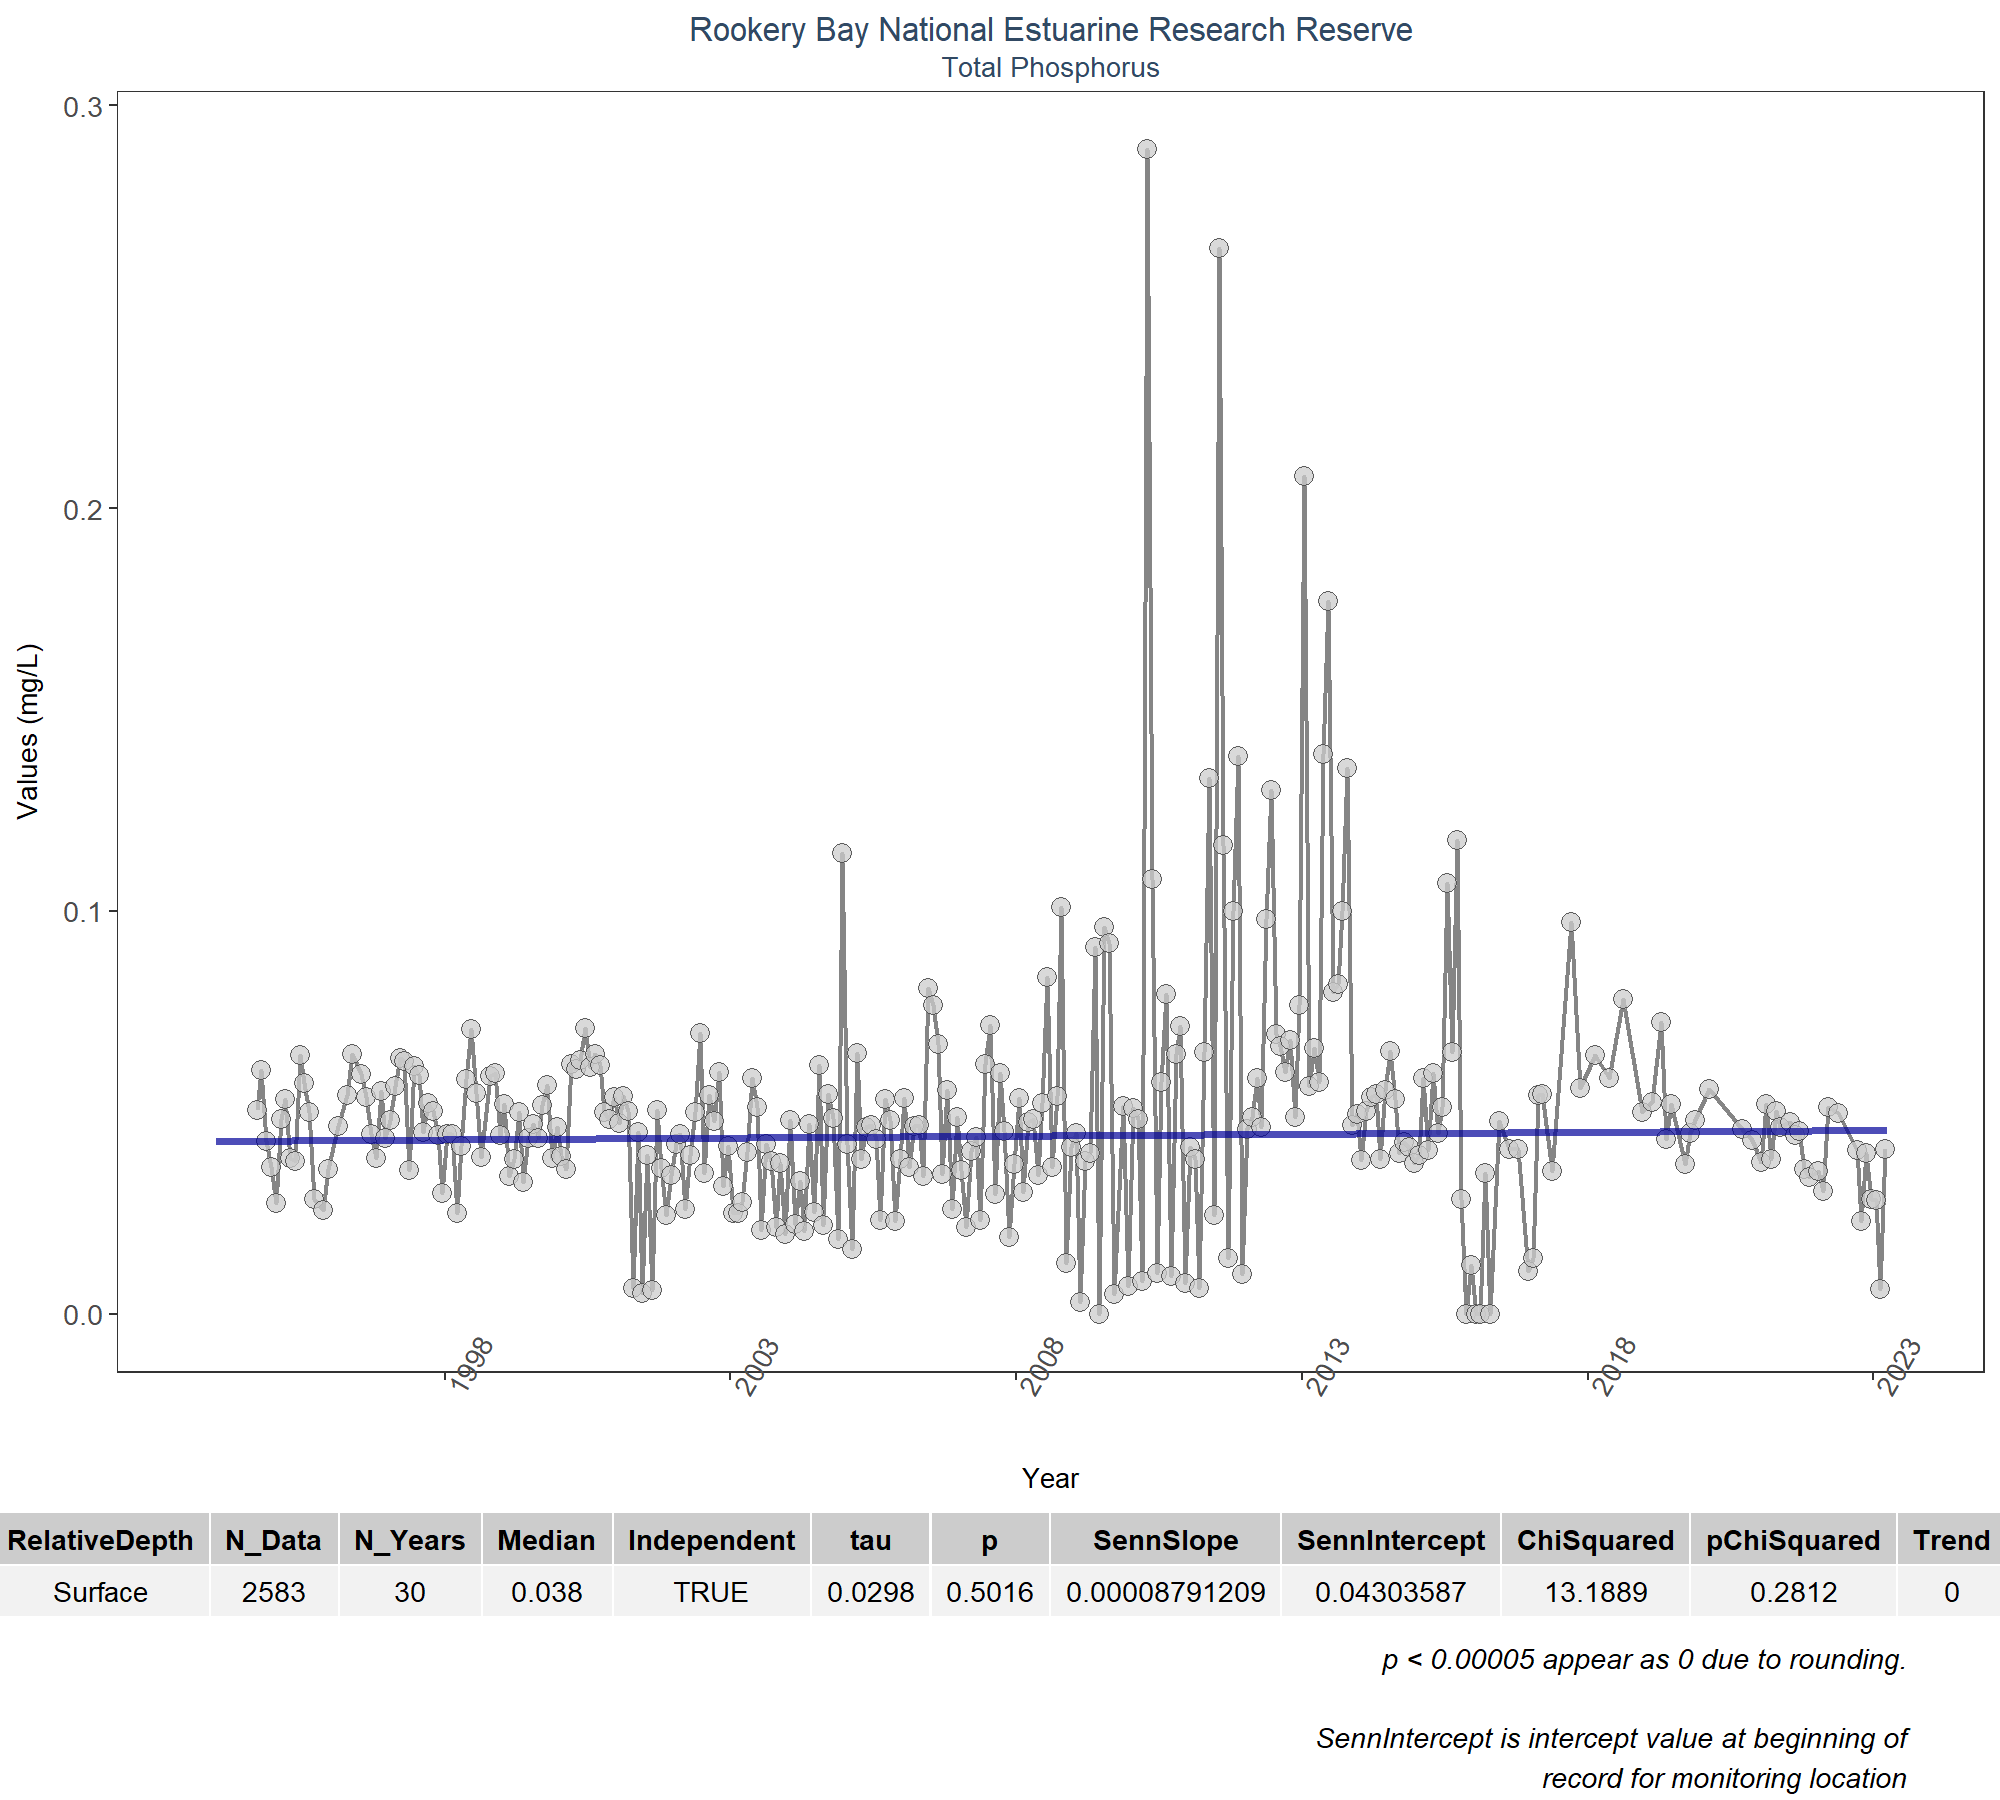 Rookery Bay National Estuarine Research Reserve
Total Phosphorus
0.3
0.2
0.1
0.0
Values (mg/L)
1998 2003 2008 2013 2018 2023
Year
RelativeDepth N_Data N_Years Median Independent tau p SennSlope SennIntercept ChiSquared pChiSquared Trend
Surface 2583 30 0.038 TRUE 0.0298 0.5016 0.00008791209 0.04303587 13.1889 0.2812 0
p < 0.00005 appear as 0 due to rounding.
SennIntercept is intercept value at beginning of
record for monitoring location